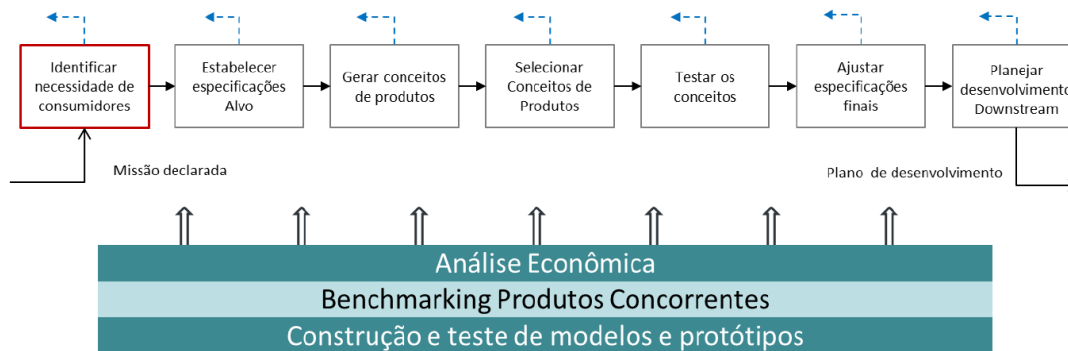 Identificar
necessidade de
consumidores
Estabelecer
especificações
Alvo
Gerar conceitos
de produtos
Selecionar
Conceitos de
Produtos
Testar os
conceitos
Ajustar
especificações
finais
Planejar
desenvolvimento
Downstream
Missão declarada
Plano de desenvolvimento
Análise Econômica
Benchmarking Produtos Concorrentes
Construção e teste de modelos e protótipos